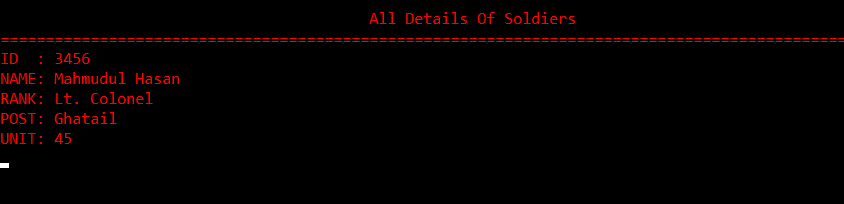 All Details Of Soldiers
==============================================================================================
ID  : 3456
NAME: Mahmudul Hasan
RANK: Lt. Colonel
POST: Ghatail
UNIT: 45